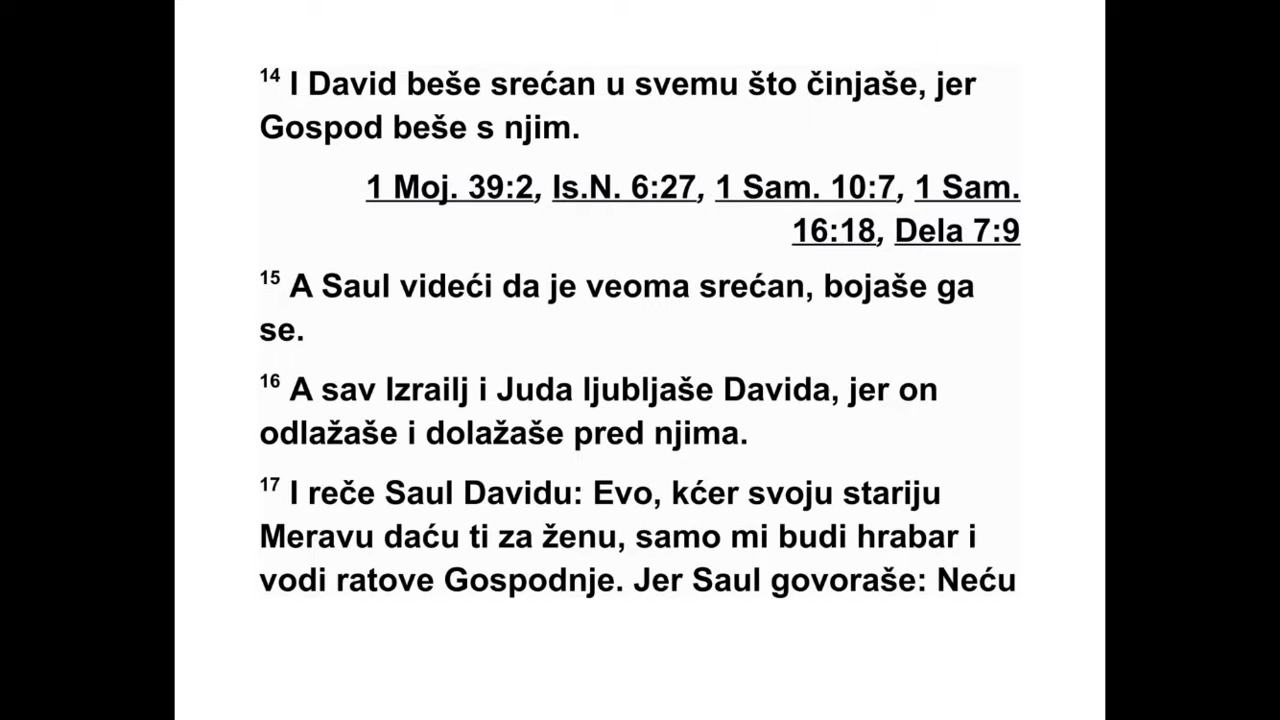 14 I David beše srećan u svemu što činjaše, jer
Gospod beše s njim.
1 Moj. 39:2, Is.N. 6:27, 1 Sam. 10:7, 1 Sam.
16:18, Dela 7:9
15 A Saul videći da je veoma srećan, bojaše ga
se.
16 A sav Izrailj i Juda ljubljaše Davida, jer on
odlažaše i dolažaše pred njima.
17 I reče Saul Davidu: Evo, kćer svoju stariju
Meravu daću ti za ženu, samo mi budi hrabar i
vodi ratove Gospodnje. Jer Saul govoraše: Neću